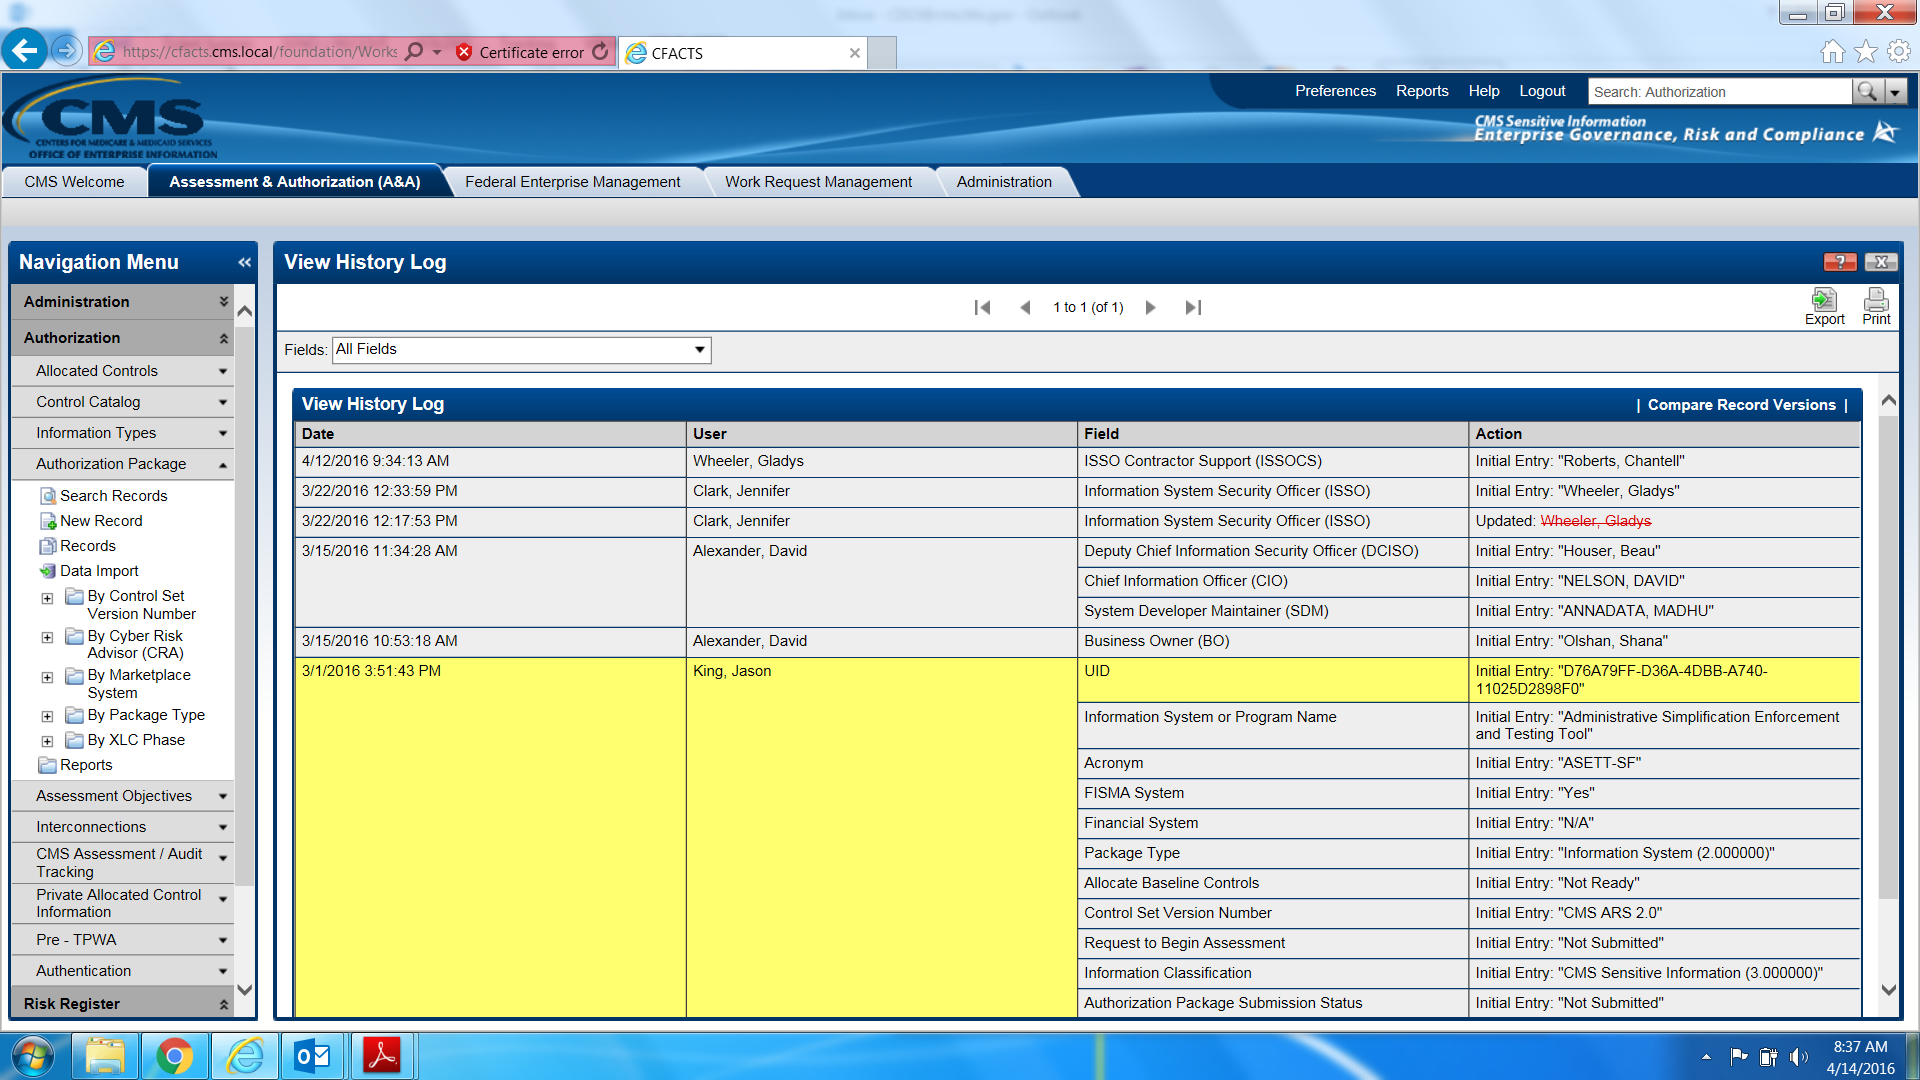 https://cfacts.cms.local/foundation/Works
Certificate error
CFACTS
CMS
CENTERS FOR MEDICARE & MEDICAID SERVICES
OFFICE OF ENTERPRISE INFORMATION
Preferences Reports Help Logout
Search: Authorization
CMS Sensitive Information
Enterprise Governance, Risk and Compliance
CMS Welcome
Assessment & Authorization (A&A)
Federal Enterprise Management
Work Request Management
Administration
Navigation Menu
Administration
Authorization
Allocated Controls
Control Catalog
Information Types
Authorization Package
Search Records
New Record
Records
Data Import
By Control Set
Version Number
By Cyber Risk
Advisor (CRA)
By Marketplace
System
By Package Type
By XLC Phase
Reports
Assessment Objectives
Interconnections
CMS Assessment / Audit
Tracking
Private Allocated Control
Information
Pre - TPWA
Authentication
Risk Register
View History Log
1 to 1 (of 1)
Export
Print
Fields: All Fields
View History Log
| Compare Record Versions |
Date User Field Action
4/12/2016 9:34:13 AM Wheeler, Gladys ISSO Contractor Support (ISSOCS) Initial Entry: "Roberts, Chantell"
3/22/2016 12:33:59 PM Clark, Jennifer Information System Security Officer (ISSO) Initial Entry: "Wheeler, Gladys"
3/22/2016 12:17:53 PM Clark, Jennifer Information System Security Officer (ISSO) Updated: Wheeler, Gladys
3/15/2016 11:34:28 AM Alexander, David Deputy Chief Information Security Officer (DCISO) Initial Entry: "Houser, Beau"
Chief Information Officer (CIO) Initial Entry: "NELSON, DAVID"
System Developer Maintainer (SDM) Initial Entry: "ANNADATA, MADHU"
3/15/2016 10:53:18 AM Alexander, David Business Owner (BO) Initial Entry: "Olshan, Shana"
3/1/2016 3:51:43 PM King, Jason UID Initial Entry: "D76A79FF-D36A-4DBB-A740-
11025D2898F0"
Information System or Program Name Initial Entry: "Administrative Simplification Enforcement
and Testing Tool"
Acronym Initial Entry: "ASETT-SF"
FISMA System Initial Entry: "Yes"
Financial System Initial Entry: "N/A"
Package Type Initial Entry: "Information System (2.000000)"
Allocate Baseline Controls Initial Entry: "Not Ready"
Control Set Version Number Initial Entry: "CMS ARS 2.0"
Request to Begin Assessment Initial Entry: "Not Submitted"
Information Classification Initial Entry: "CMS Sensitive Information (3.000000)"
Authorization Package Submission Status Initial Entry: "Not Submitted"
8:37 AM
4/14/2016